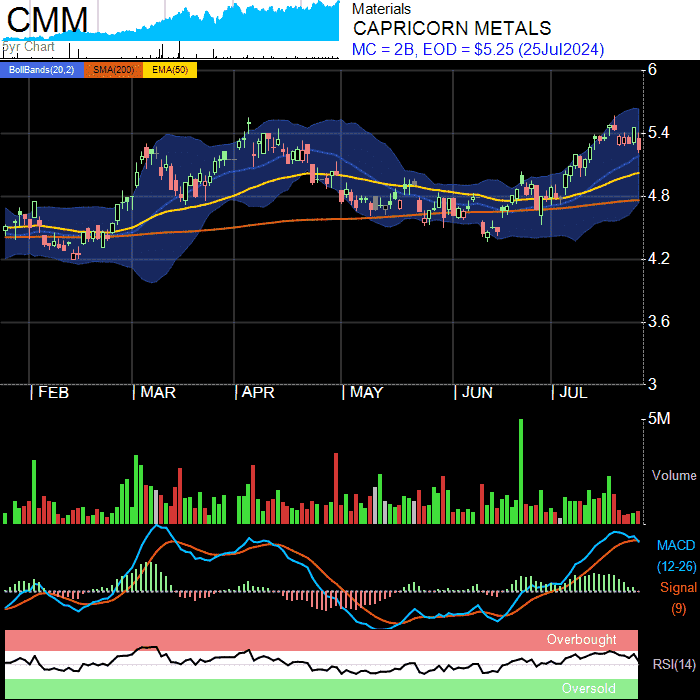 CMM
5yr Chart
Materials
CAPRICORN METALS
MC = 2B, EOD = $5.25 (25Jul2024)
BollBands(20,2) SMA(200) EMA(50)
6
5.4
4.8
4.2
3.6
3
FEB MAR APR MAY JUN JUL
5M
Volume
MACD
(12-26)
Signal
(9)
Overbought
RSI(14)
Oversold